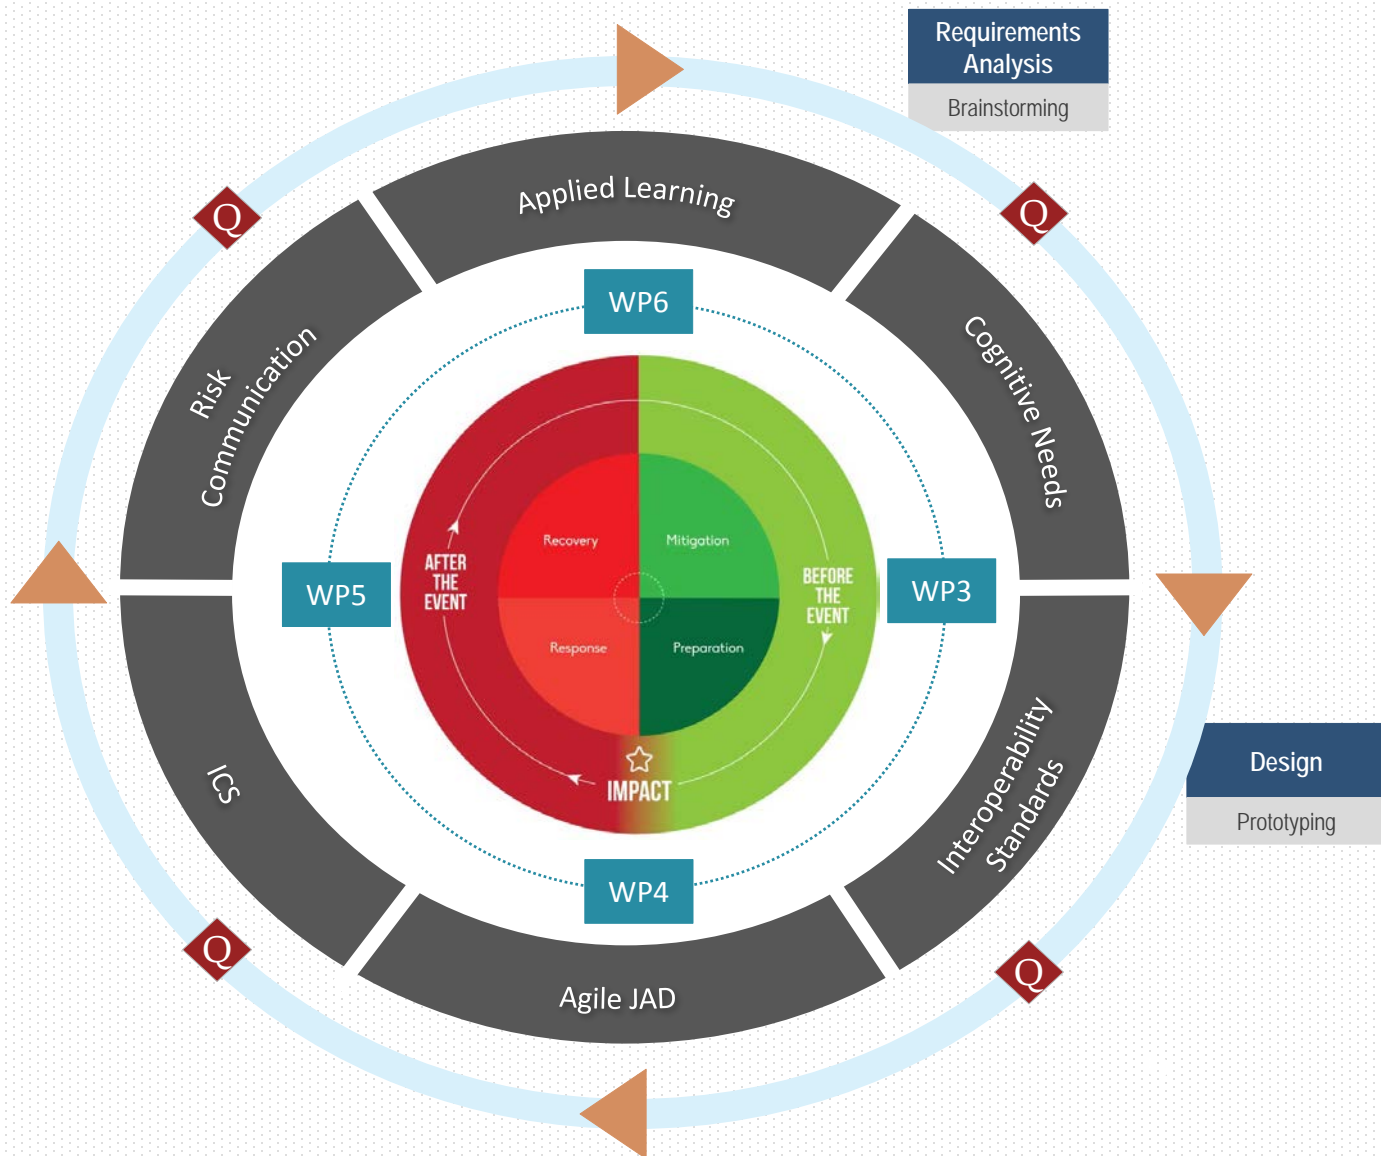 Requirements
Analysis
Brainstorming
Q
Q
Applied Learning
WP6
Risk
Communication
Cognitive Needs
Recovery
Mitigation
AFTER
THE
EVENT
BEFORE
THE
EVENT
WP5
WP3
Response
Preparation
IMPACT
Design
Prototyping
ICS
Interoperability
Standards
WP4
Q
Q
Agile JAD